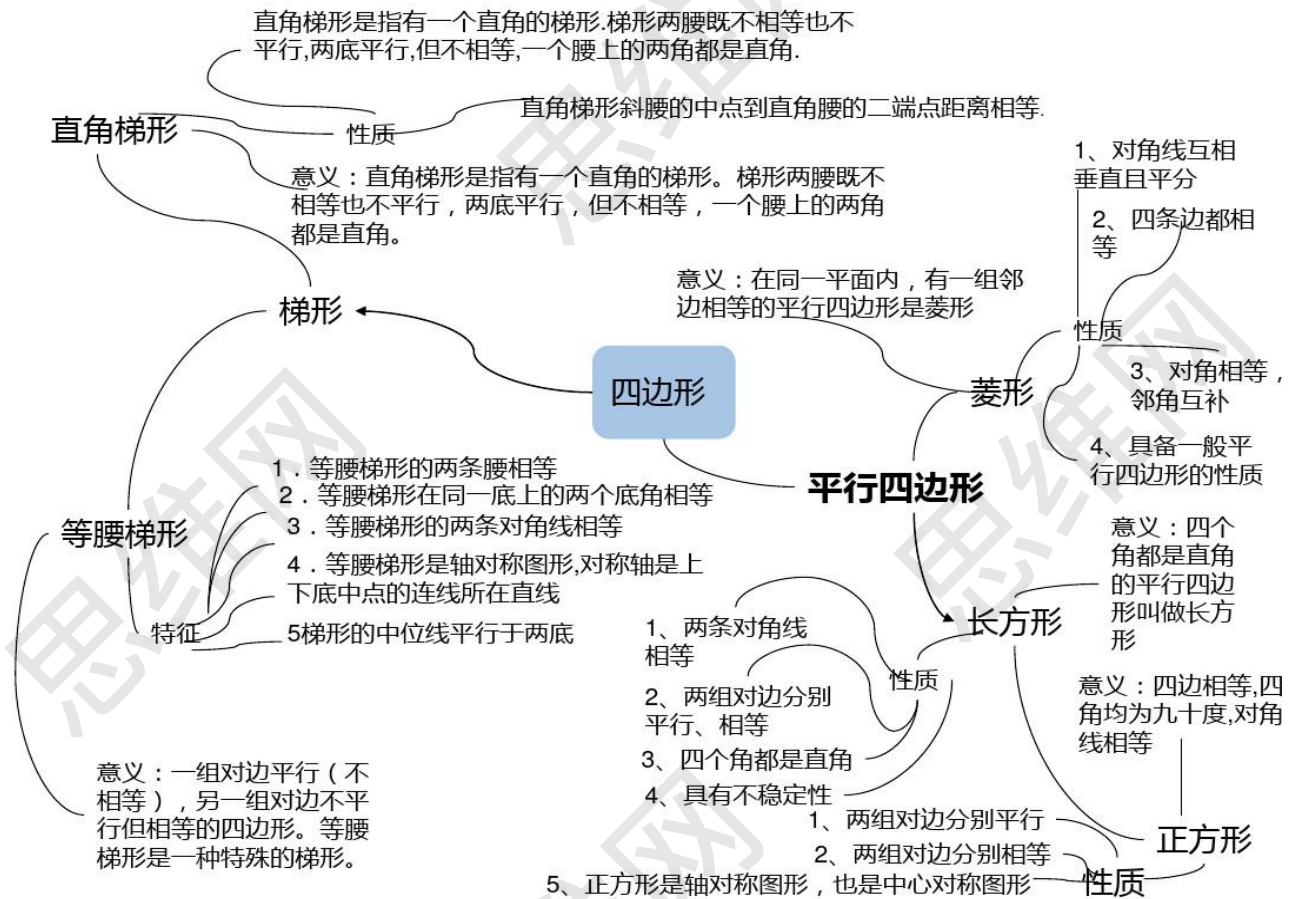 直角梯形是指有一个直角的梯形.梯形两腰既不相等也不
平行,两底平行,但不相等,一个腰上的两角都是直角.
直角梯形斜腰的中点到直角腰的二端点距离相等.
直角梯形
性质
意义：直角梯形是指有一个直角的梯形。梯形两腰既不
相等也不平行，两底平行，但不相等，一个腰上的两角
都是直角。
梯形
四边形
1、对角线互相
垂直且平分
2、四条边都相
等
意义：在同一平面内，有一组邻
边相等的平行四边形是菱形
性质
菱形
3、对角相等，
邻角互补
4、具备一般平
行四边形的性质
平行四边形
1．等腰梯形的两条腰相等
2．等腰梯形在同一底上的两个底角相等
3．等腰梯形的两条对角线相等
4．等腰梯形是轴对称图形,对称轴是上
下底中点的连线所在直线
5梯形的中位线平行于两底
等腰梯形
特征
意义：一组对边平行（不
相等），另一组对边不平
行但相等的四边形。等腰
梯形是一种特殊的梯形。
意义：四个
角都是直角
的平行四边
形叫做长方
形
长方形
性质
1、两条对角线
相等
2、两组对边分别
平行、相等
3、四个角都是直角
4、具有不稳定性
意义：四边相等,四
角均为九十度,对角
线相等
正方形
1、两组对边分别平行
2、两组对边分别相等
5、正方形是轴对称图形，也是中心对称图形
性质
思维网
思维网
思维网
思维网